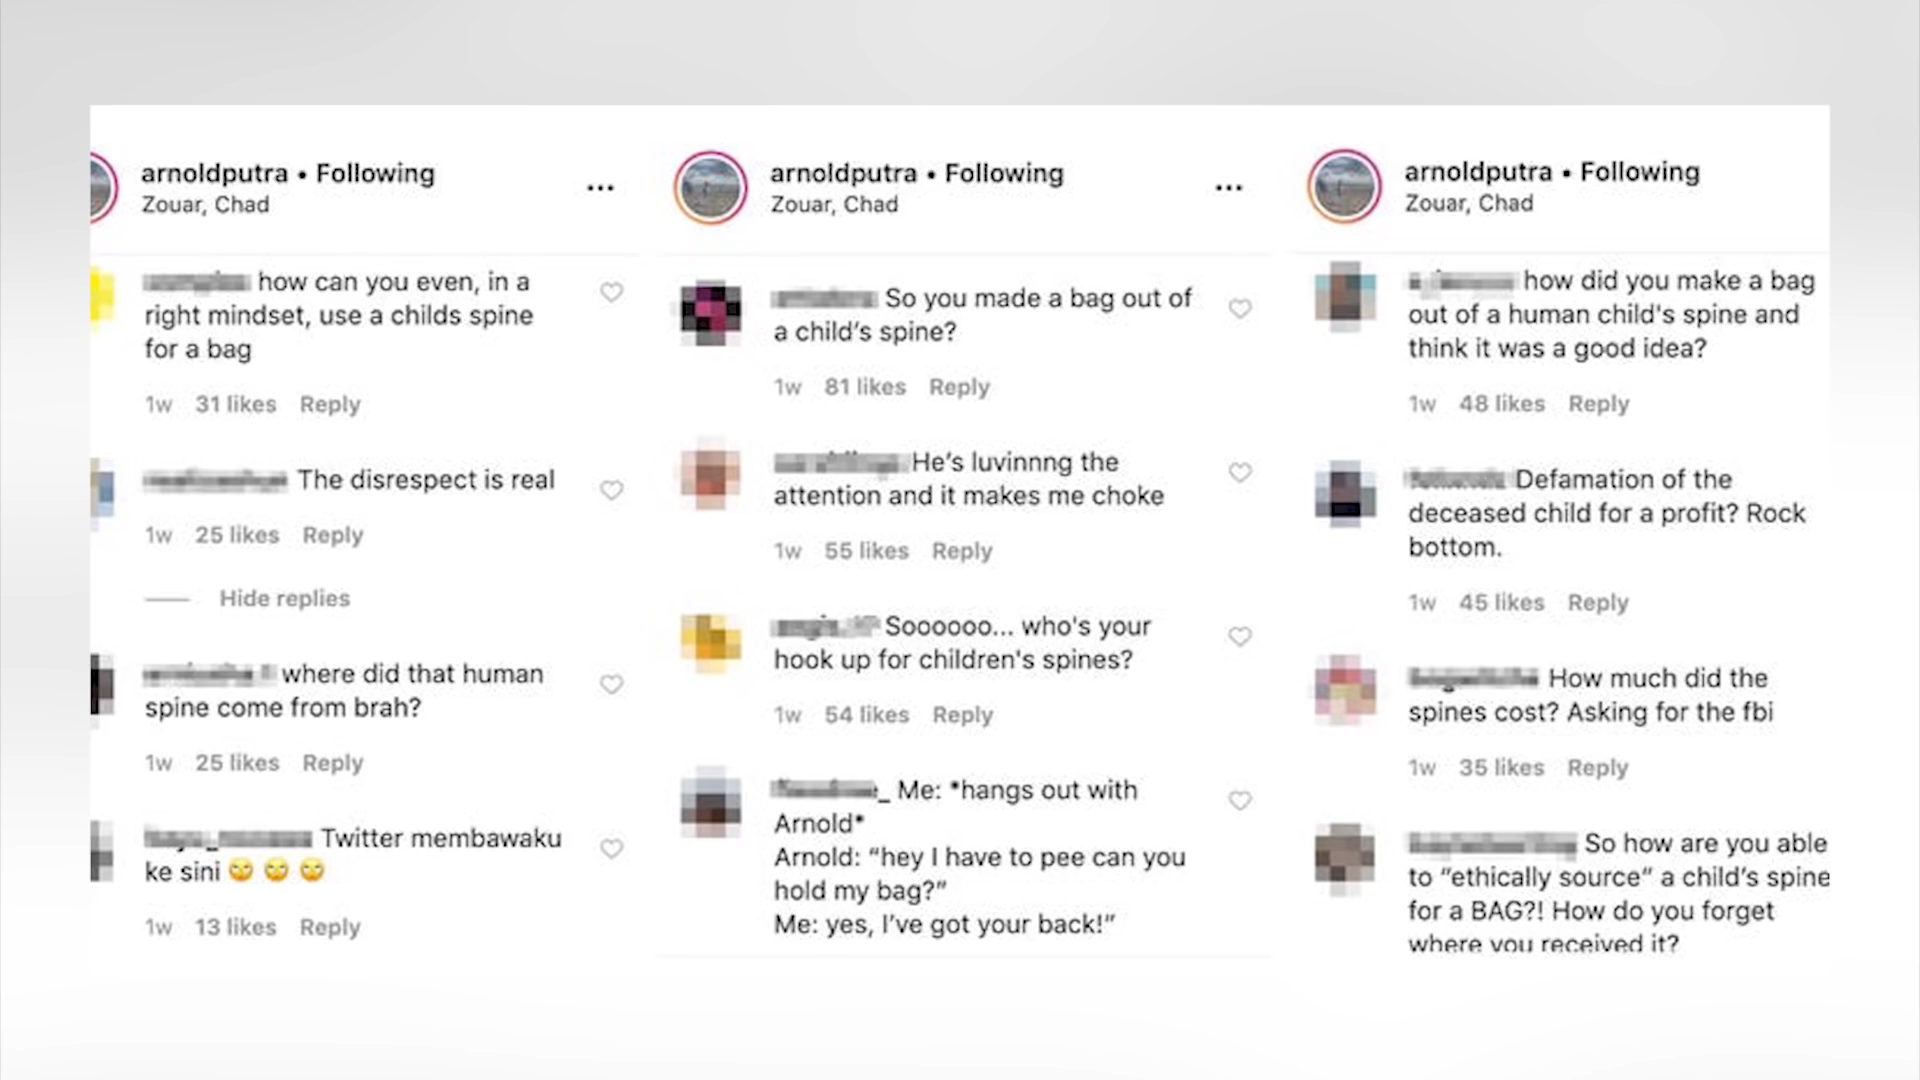 arnoldputra • Following
Zouar, Chad
how can you even, in a
right mindset, use a childs spine
for a bag
1w 31 likes Reply
The disrespect is real
1w 25 likes Reply
Hide replies
where did that human
spine come from brah?
1w 25 likes Reply
Twitter membawaku
ke sini 🙄 🙄 🙄
1w 13 likes Reply
arnoldputra • Following
Zouar, Chad
So you made a bag out of
a child’s spine?
1w 81 likes Reply
He’s luvinnng the
attention and it makes me choke
1w 55 likes Reply
Soooooo... who's your
hook up for children's spines?
1w 54 likes Reply
Me: *hangs out with
Arnold*
Arnold: “hey I have to pee can you
hold my bag?”
Me: yes, I’ve got your back!”
arnoldputra • Following
Zouar, Chad
how did you make a bag
out of a human child's spine and
think it was a good idea?
1w 48 likes Reply
Defamation of the
deceased child for a profit? Rock
bottom.
1w 45 likes Reply
How much did the
spines cost? Asking for the fbi
1w 35 likes Reply
So how are you able
to “ethically source” a child’s spine
for a BAG?! How do you forget
where you received it?